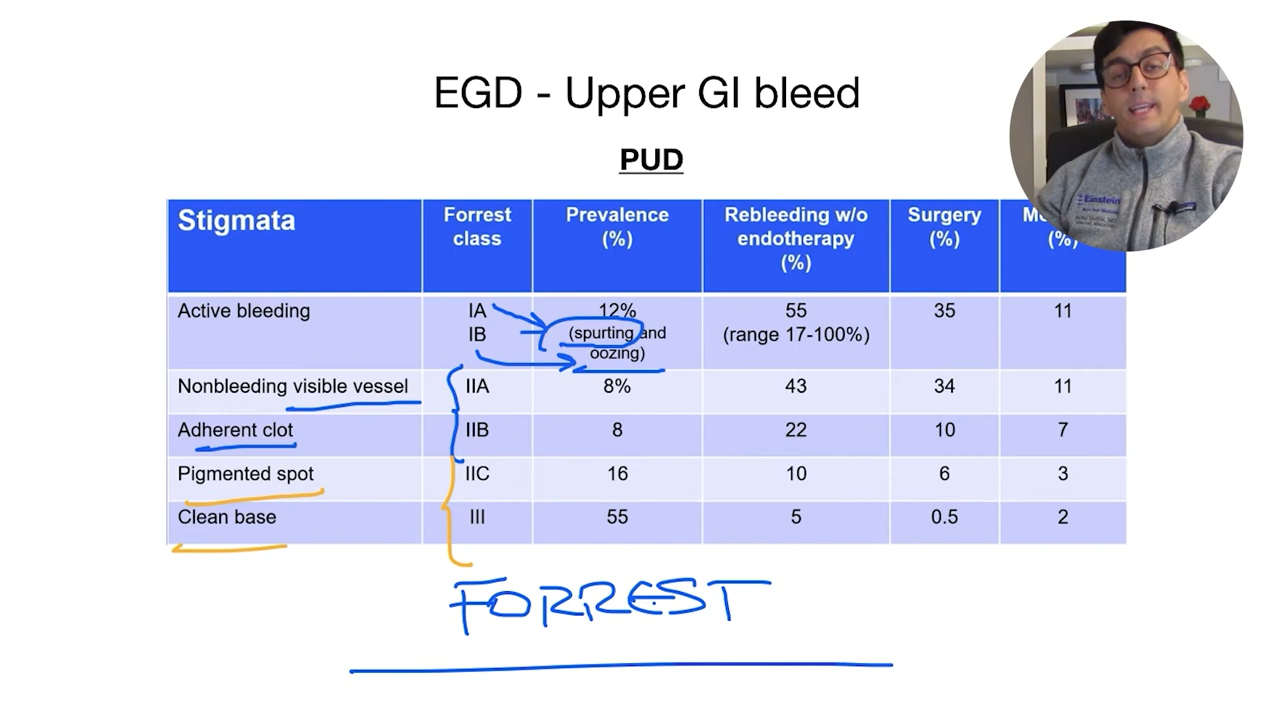 EGD - Upper GI bleed
PUD
Stigmata
Forrest class
Prevalence (%)
Rebleeding w/o endotherapy (%)
Surgery (%)
(%)
Active bleeding
IA
IB
12%
(spurting and oozing)
55
(range 17-100%)
35
11
Nonbleeding visible vessel
IIA
8%
43
34
11
Adherent clot
IIB
8
22
10
7
Pigmented spot
IIC
16
10
6
3
Clean base
III
55
5
0.5
2
FORREST
Einstein